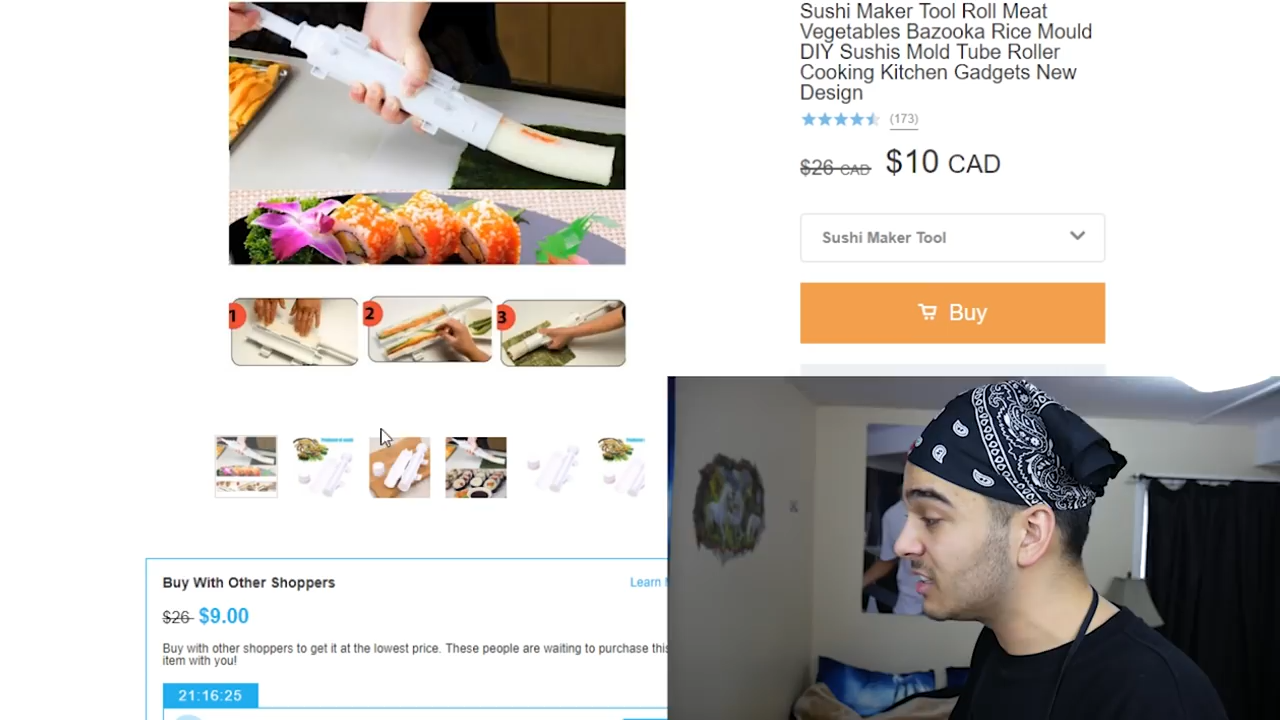 Sushi Maker Tool Roll Meat
Vegetables Bazooka Rice Mould
DIY Sushis Mold Tube Roller
Cooking Kitchen Gadgets New
Design
(173)
$26 CAD $10 CAD
Sushi Maker Tool
Buy
1 2 3
Buy With Other Shoppers
Learn
$26 $9.00
Buy with other shoppers to get it at the lowest price. These people are waiting to purchase this
item with you!
21:16:25